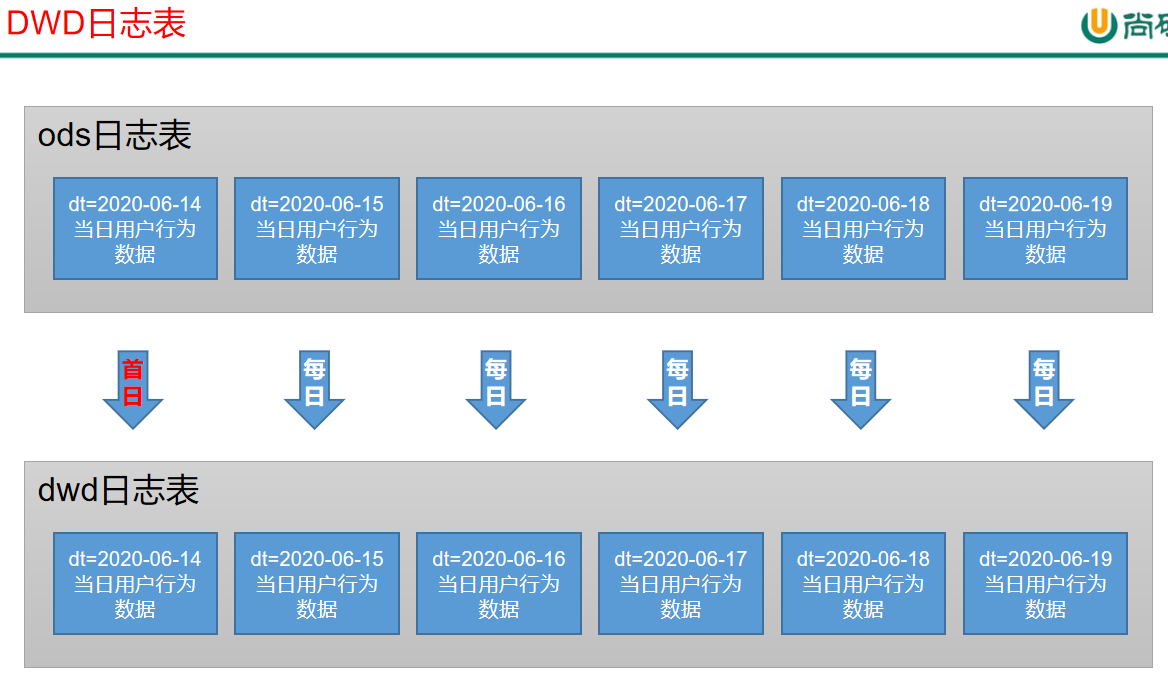 DWD日志表
尚
ods日志表
dt=2020-06-14
当日用户行为
数据
dt=2020-06-15
当日用户行为
数据
dt=2020-06-16
当日用户行为
数据
dt=2020-06-17
当日用户行为
数据
dt=2020-06-18
当日用户行为
数据
dt=2020-06-19
当日用户行为
数据
首
日
每
日
每
日
每
日
每
日
每
日
dwd日志表
dt=2020-06-14
当日用户行为
数据
dt=2020-06-15
当日用户行为
数据
dt=2020-06-16
当日用户行为
数据
dt=2020-06-17
当日用户行为
数据
dt=2020-06-18
当日用户行为
数据
dt=2020-06-19
当日用户行为
数据